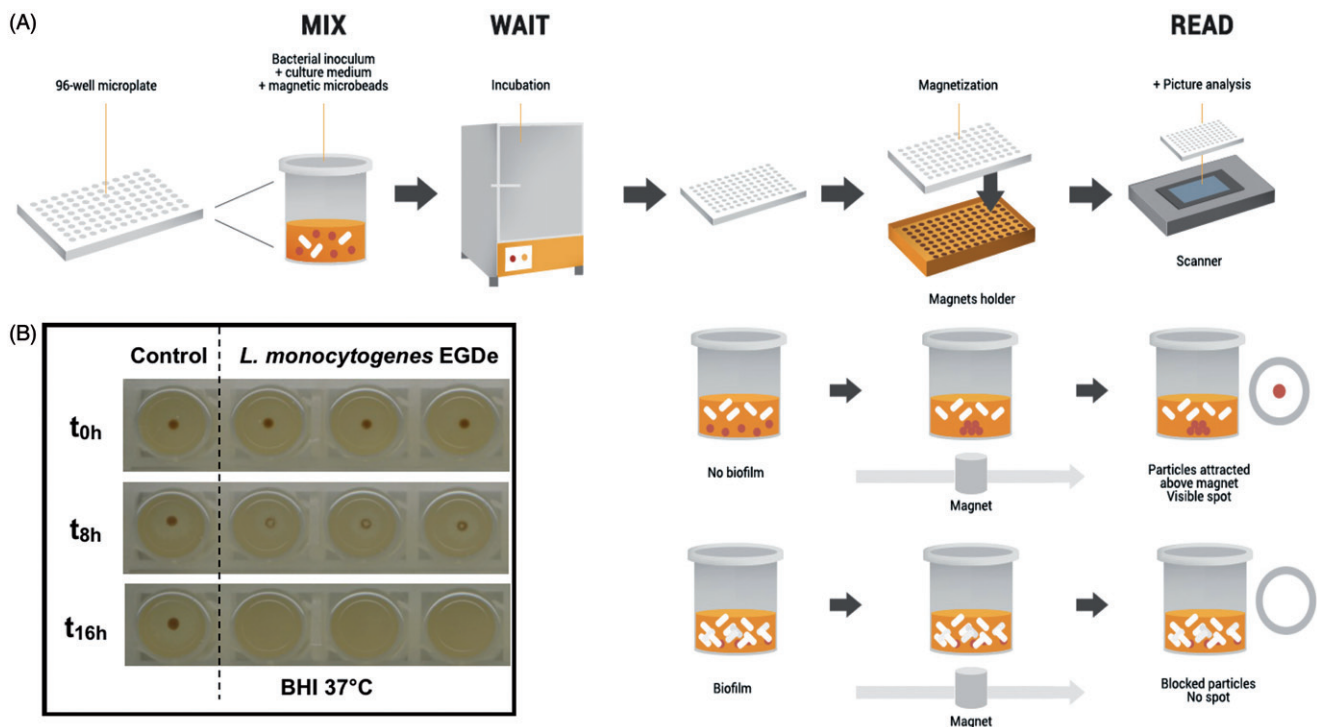 (A)
MIX
WAIT
READ
96-well microplate
Bacterial inoculum
+ culture medium
+ magnetic microbeads
Incubation
Magnetization
+ Picture analysis
Magnets holder
Scanner
(B)
Control
L. monocytogenes EGDe
t0h
t8h
t16h
BHI 37°C
No biofilm
Magnet
Particles attracted
above magnet
Visible spot
Biofilm
Magnet
Blocked particles
No spot